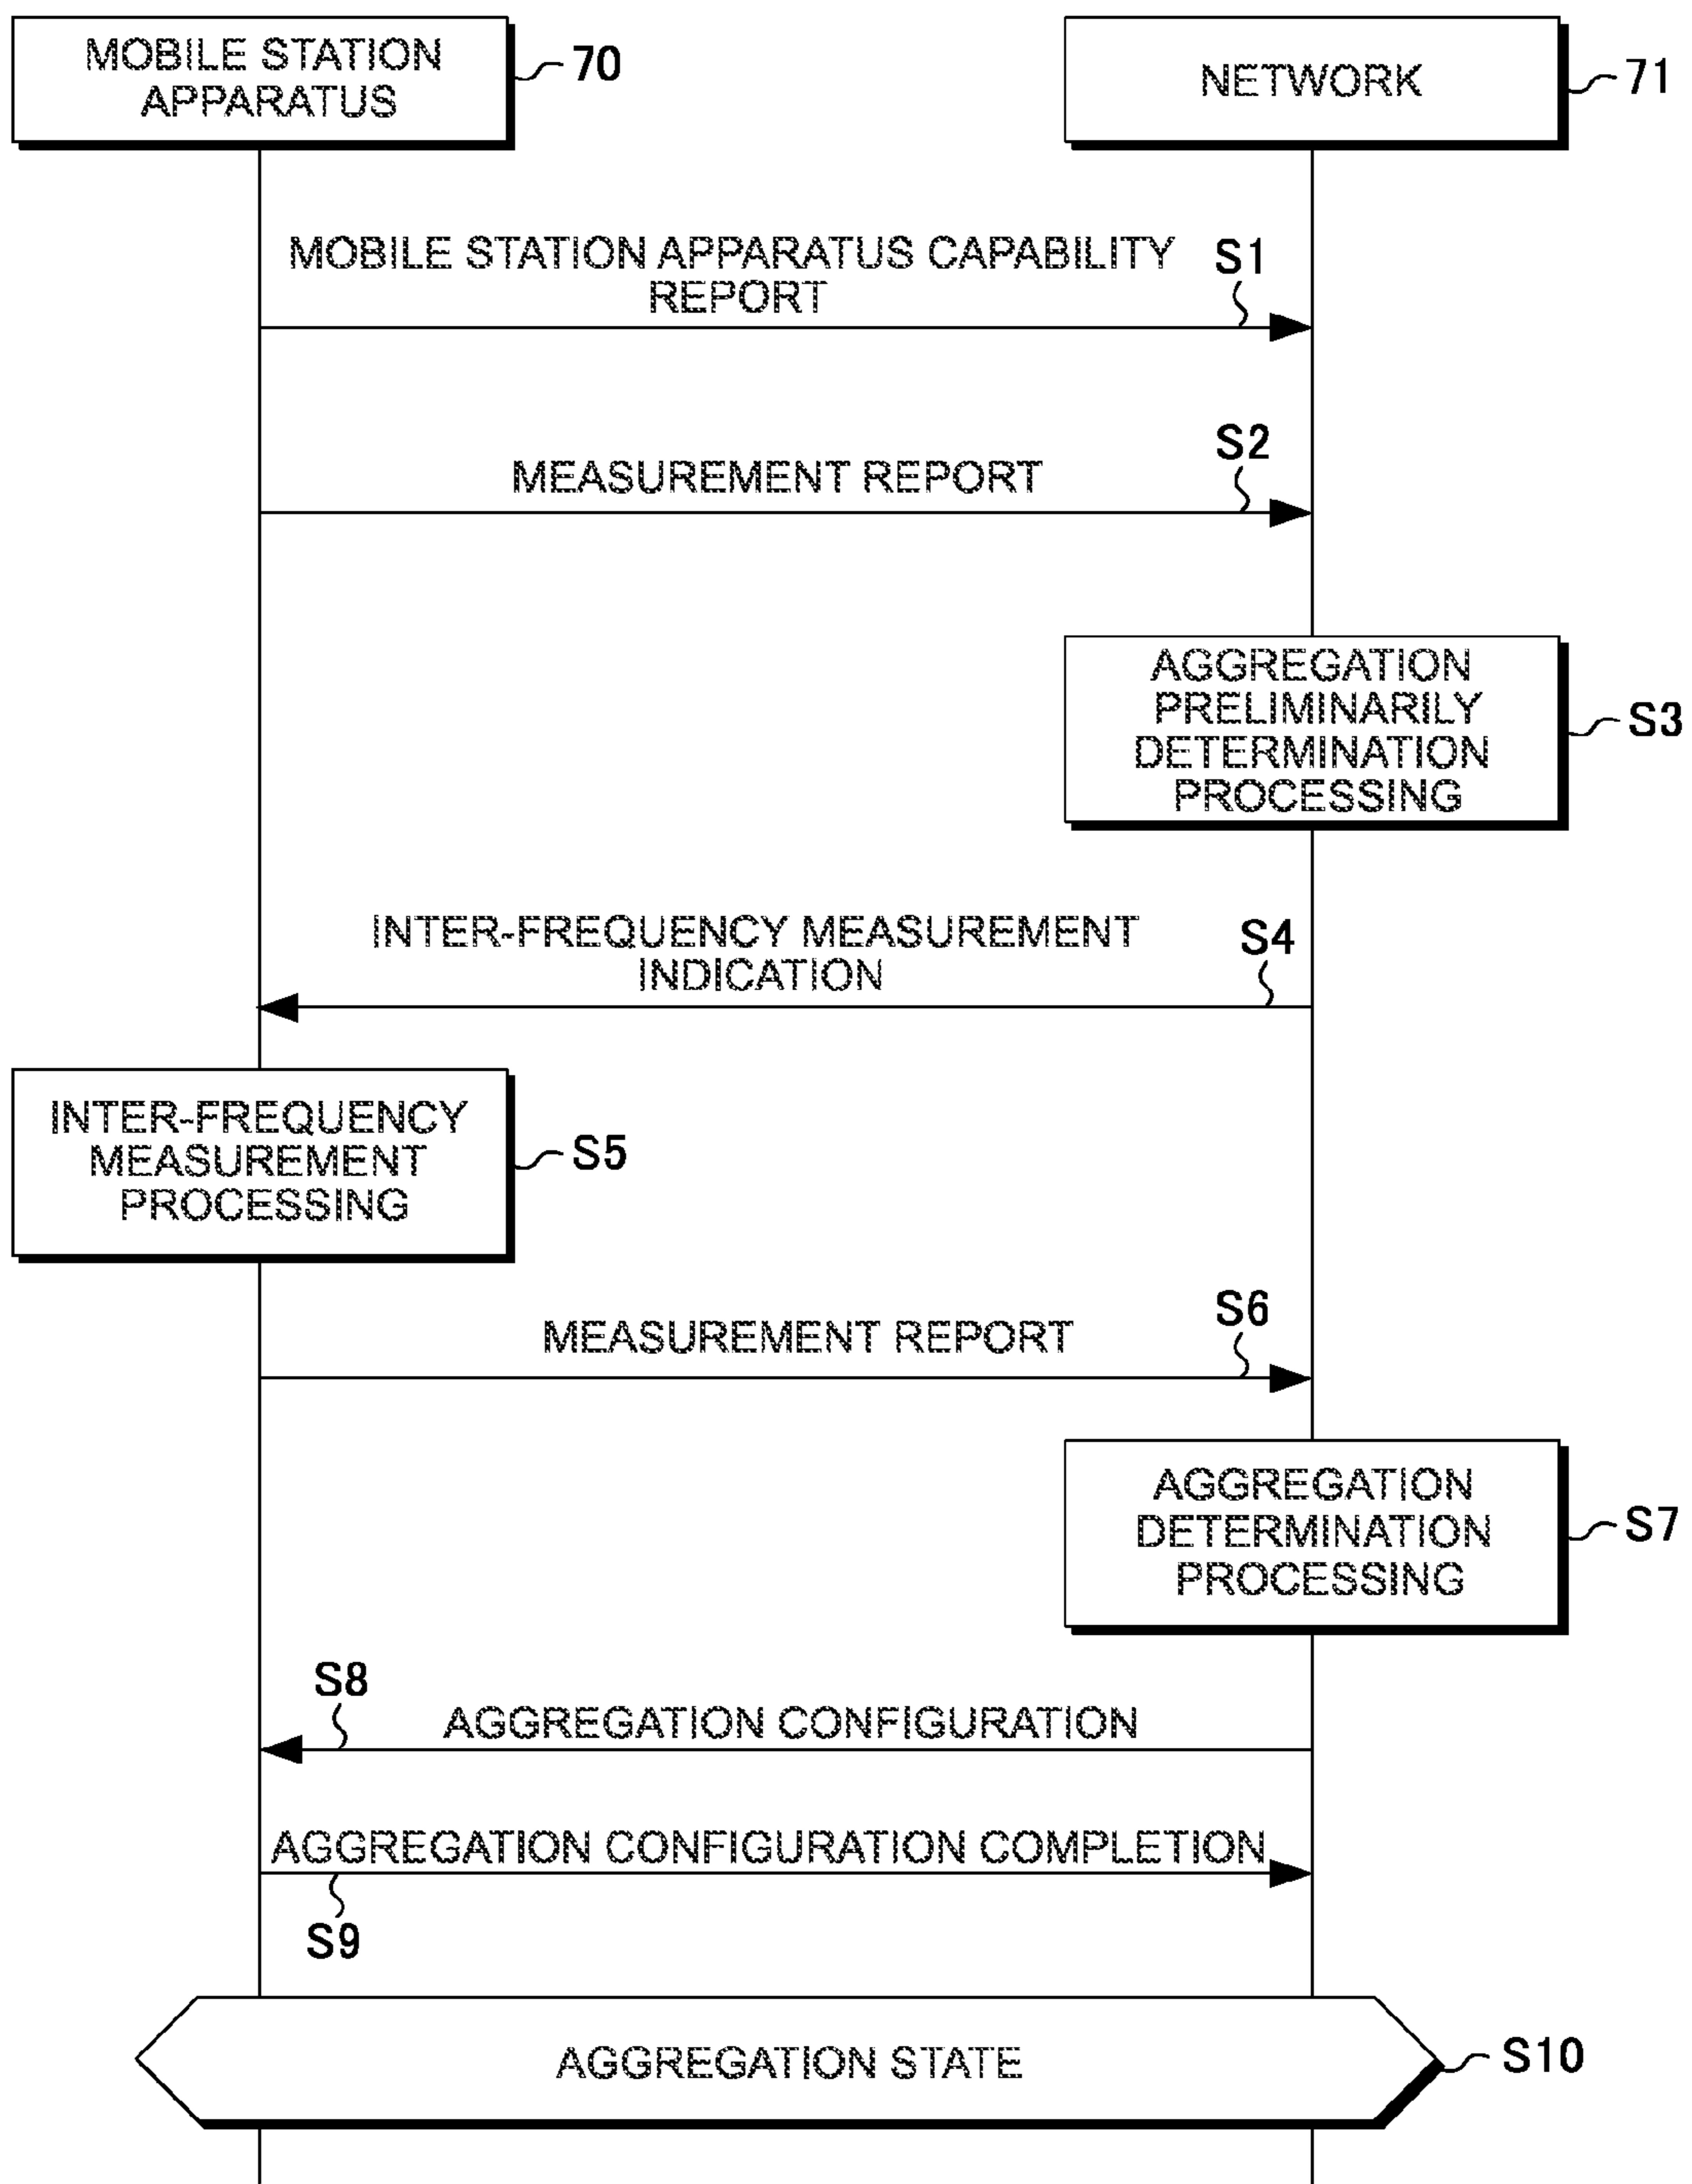 MOBILE STATION
APPARATUS
70
NETWORK
71
MOBILE STATION APPARATUS CAPABILITY
REPORT
S1
MEASUREMENT REPORT
S2
AGGREGATION
PRELIMINARILY
DETERMINATION
PROCESSING
S3
INTER-FREQUENCY MEASUREMENT
INDICATION
S4
INTER-FREQUENCY
MEASUREMENT
PROCESSING
S5
MEASUREMENT REPORT
S6
AGGREGATION
DETERMINATION
PROCESSING
S7
S8
AGGREGATION CONFIGURATION
AGGREGATION CONFIGURATION COMPLETION
S9
AGGREGATION STATE
S10